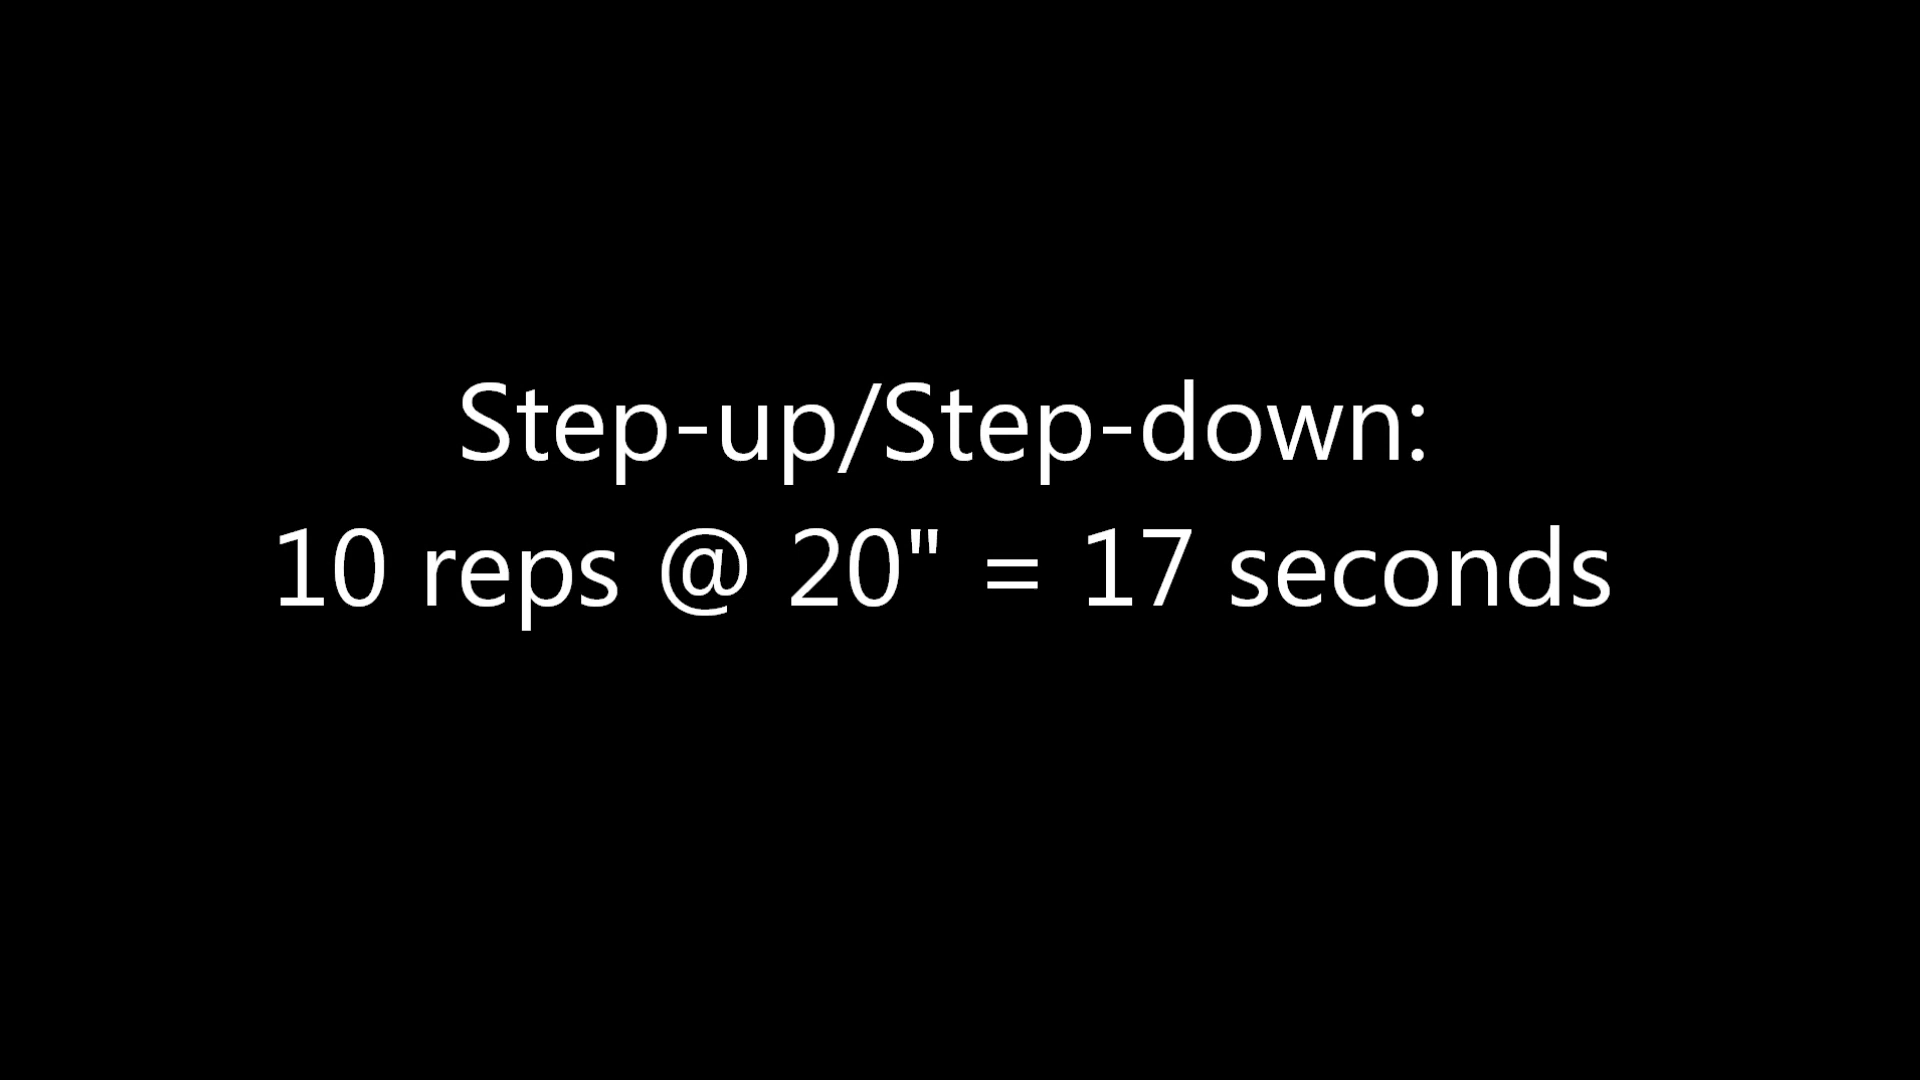 Step-up/Step-down:
10 reps @ 20" = 17 seconds